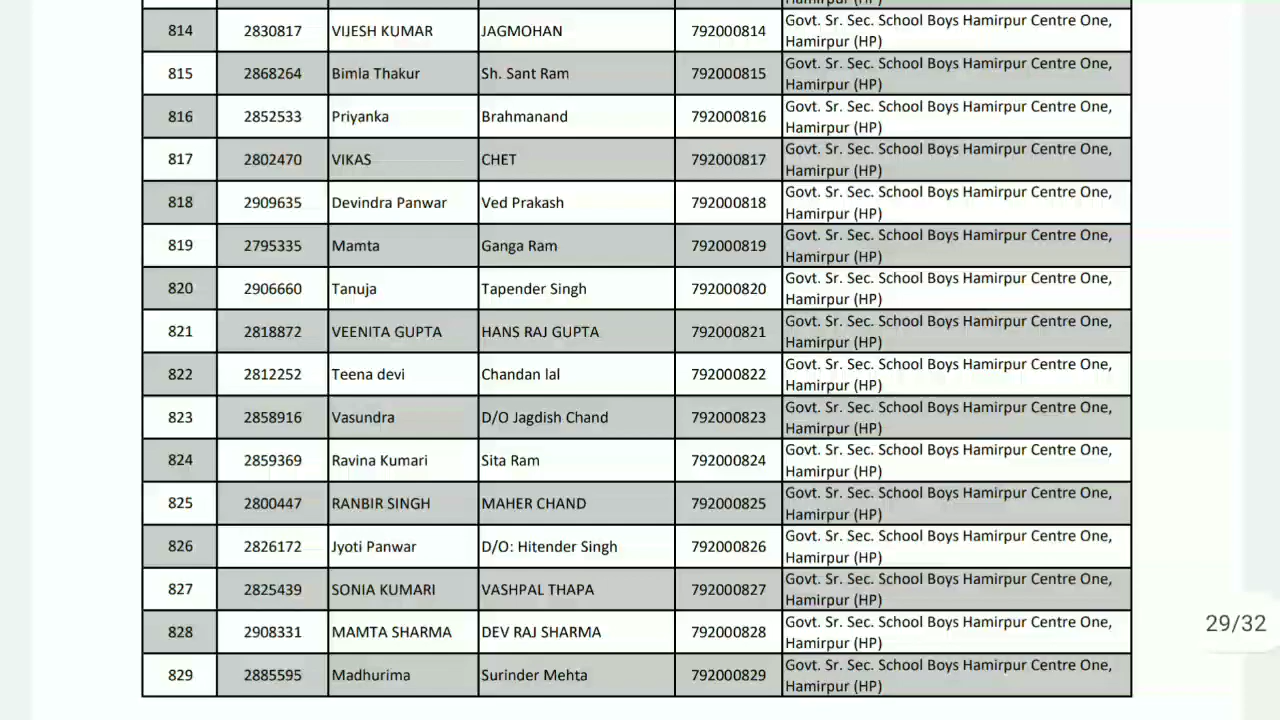 Hamirpur (HP)
814 2830817 VIJESH KUMAR JAGMOHAN 792000814 Govt. Sr. Sec. School Boys Hamirpur Centre One,
Hamirpur (HP)
815 2868264 Bimla Thakur Sh. Sant Ram 792000815 Govt. Sr. Sec. School Boys Hamirpur Centre One,
Hamirpur (HP)
816 2852533 Priyanka Brahmanand 792000816 Govt. Sr. Sec. School Boys Hamirpur Centre One,
Hamirpur (HP)
817 2802470 VIKAS CHET 792000817 Govt. Sr. Sec. School Boys Hamirpur Centre One,
Hamirpur (HP)
818 2909635 Devindra Panwar Ved Prakash 792000818 Govt. Sr. Sec. School Boys Hamirpur Centre One,
Hamirpur (HP)
819 2795335 Mamta Ganga Ram 792000819 Govt. Sr. Sec. School Boys Hamirpur Centre One,
Hamirpur (HP)
820 2906660 Tanuja Tapender Singh 792000820 Govt. Sr. Sec. School Boys Hamirpur Centre One,
Hamirpur (HP)
821 2818872 VEENITA GUPTA HANS RAJ GUPTA 792000821 Govt. Sr. Sec. School Boys Hamirpur Centre One,
Hamirpur (HP)
822 2812252 Teena devi Chandan lal 792000822 Govt. Sr. Sec. School Boys Hamirpur Centre One,
Hamirpur (HP)
823 2858916 Vasundra D/O Jagdish Chand 792000823 Govt. Sr. Sec. School Boys Hamirpur Centre One,
Hamirpur (HP)
824 2859369 Ravina Kumari Sita Ram 792000824 Govt. Sr. Sec. School Boys Hamirpur Centre One,
Hamirpur (HP)
825 2800447 RANBIR SINGH MAHER CHAND 792000825 Govt. Sr. Sec. School Boys Hamirpur Centre One,
Hamirpur (HP)
826 2826172 Jyoti Panwar D/O: Hitender Singh 792000826 Govt. Sr. Sec. School Boys Hamirpur Centre One,
Hamirpur (HP)
827 2825439 SONIA KUMARI VASHPAL THAPA 792000827 Govt. Sr. Sec. School Boys Hamirpur Centre One,
Hamirpur (HP)
828 2908331 MAMTA SHARMA DEV RAJ SHARMA 792000828 Govt. Sr. Sec. School Boys Hamirpur Centre One,
Hamirpur (HP)
29/32
829 2885595 Madhurima Surinder Mehta 792000829 Govt. Sr. Sec. School Boys Hamirpur Centre One,
Hamirpur (HP)